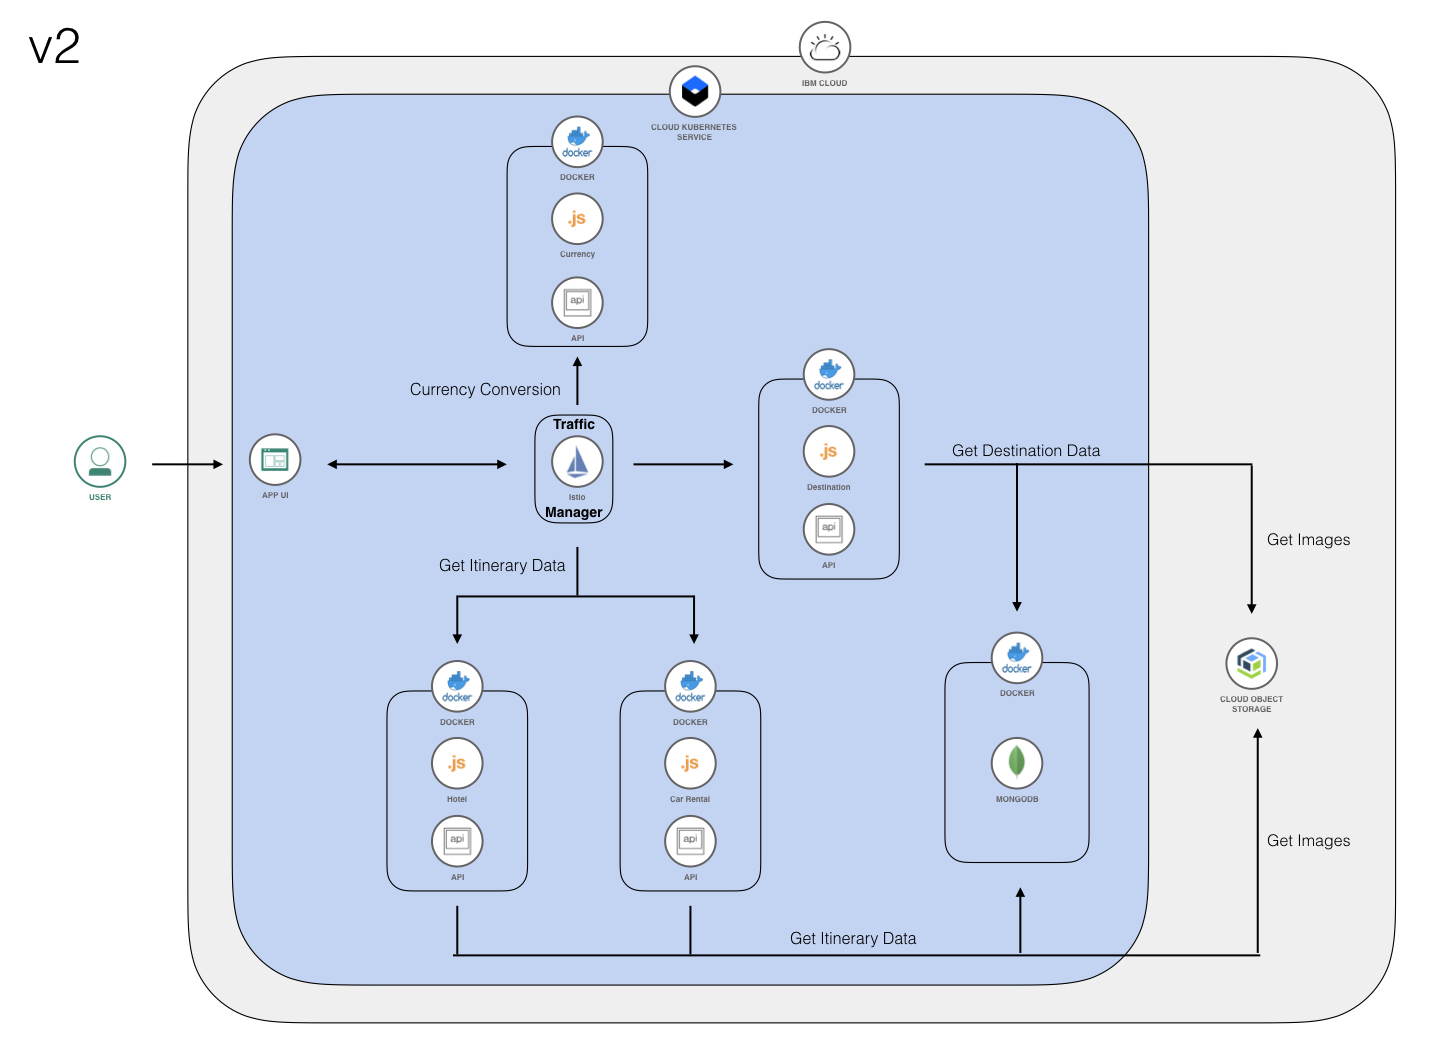 v2
IBM CLOUD
CLOUD KUBERNETES
SERVICE
docker
DOCKER
.js
Currency
api
API
Currency Conversion
Traffic
Istio
Manager
USER
APP UI
docker
DOCKER
.js
Destination
api
API
Get Destination Data
Get Images
Get Itinerary Data
docker
DOCKER
.js
Hotel
api
API
docker
DOCKER
.js
Car Rental
api
API
docker
DOCKER
MONGODB
CLOUD OBJECT
STORAGE
Get Images
Get Itinerary Data